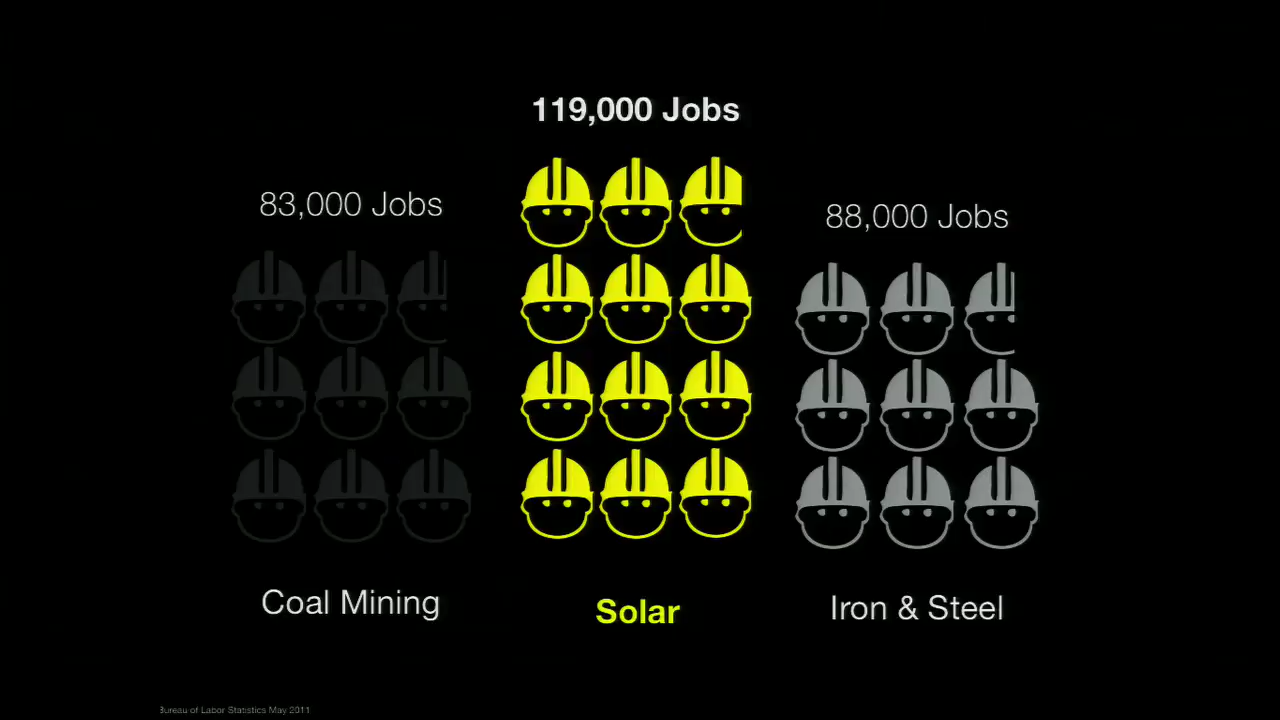 119,000 Jobs
83,000 Jobs
88,000 Jobs
Coal Mining
Solar
Iron & Steel
Bureau of Labor Statistics May 2011